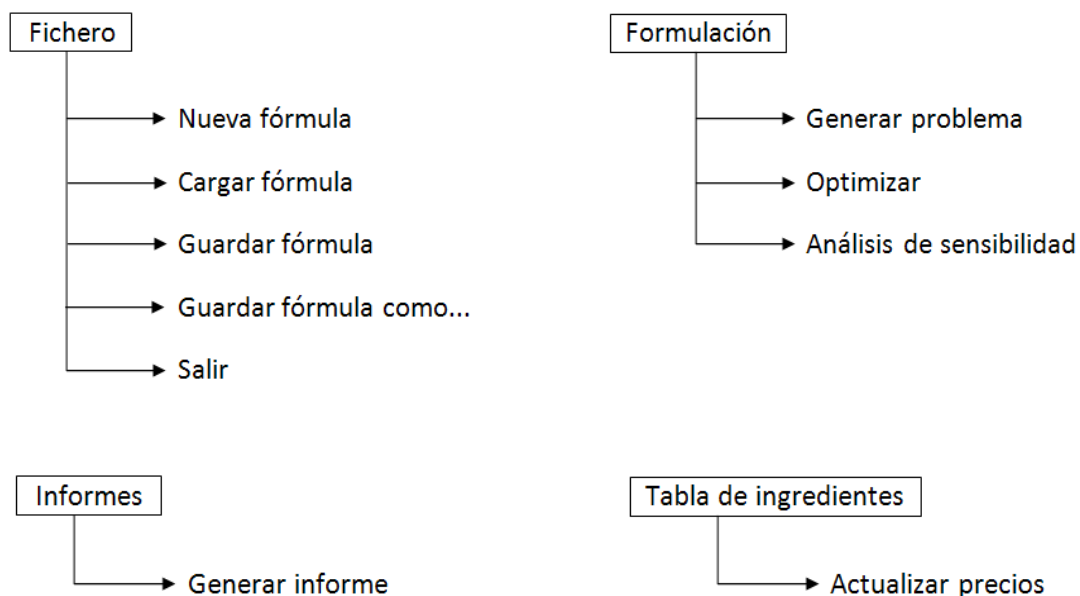 Fichero
Nueva fórmula
Cargar fórmula
Guardar fórmula
Guardar fórmula como...
Salir
Formulación
Generar problema
Optimizar
Análisis de sensibilidad
Informes
Generar informe
Tabla de ingredientes
Actualizar precios